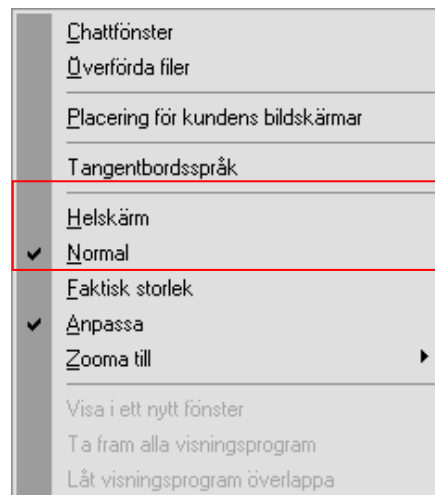 Chattfönster
Överförda filer
Placering för kundens bildskärmar
Tangentbordsspråk
Helskärm
Normal
Faktisk storlek
Anpassa
Zooma till
Visa i ett nytt fönster
Ta fram alla visningsprogram
Låt visningsprogram överlappa